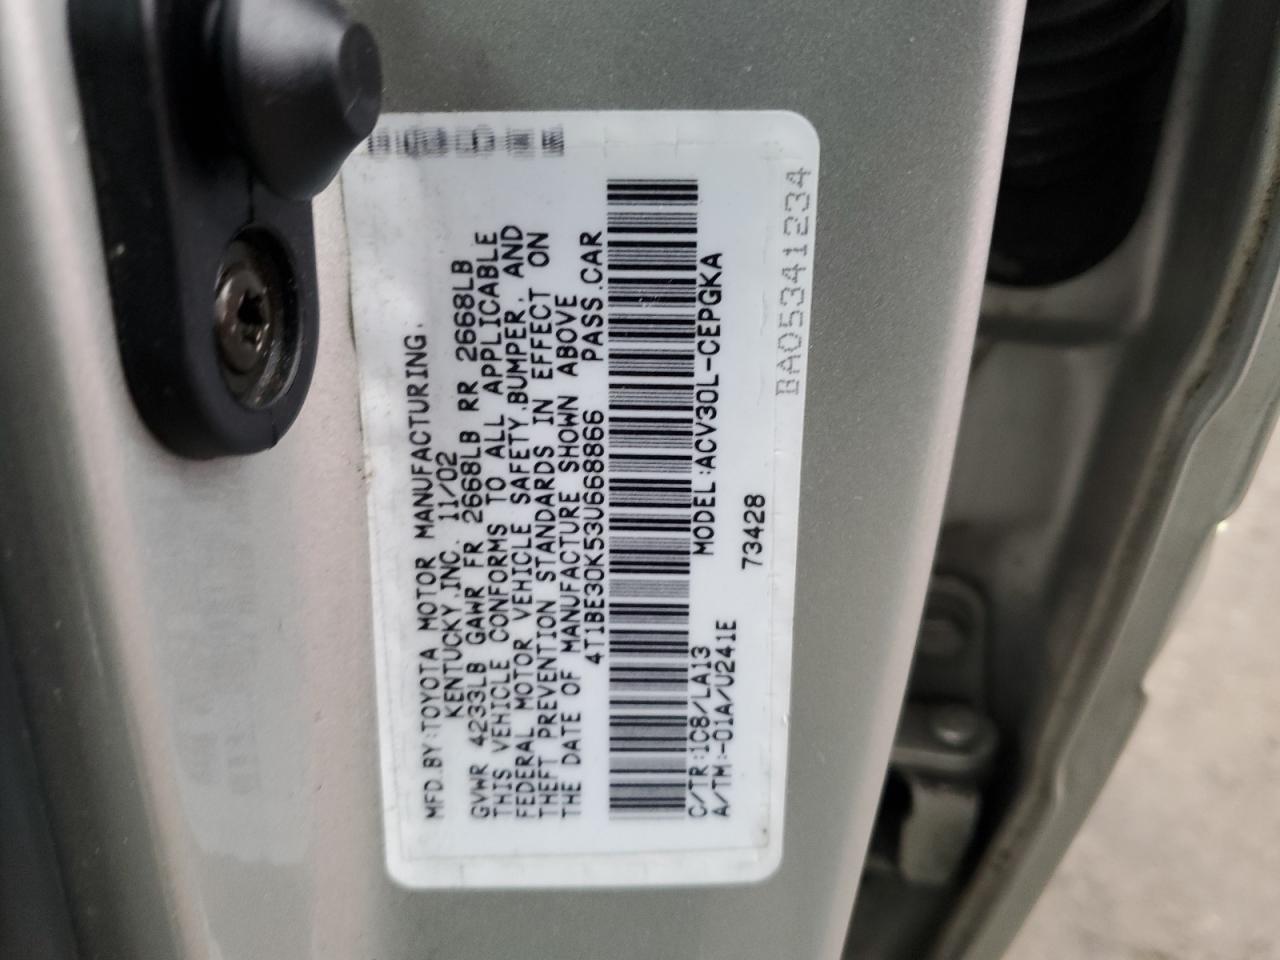 MFD.BY:TOYOTA MOTOR MANUFACTURING,
KENTUCKY,INC. 11/02
GVWR 4233LB GAWR FR 2668LB RR 2668LB
THIS VEHICLE CONFORMS TO ALL APPLICABLE
FEDERAL MOTOR VEHICLE SAFETY,BUMPER, AND
THEFT PREVENTION STANDARDS IN EFFECT ON
THE DATE OF MANUFACTURE SHOWN ABOVE
4T1BE30K53U668866 PASS.CAR
C/TR:1C8/LA13 MODEL:ACV30L-CEPGKA
A/TM:-01A/U241E
73428
BA05341234